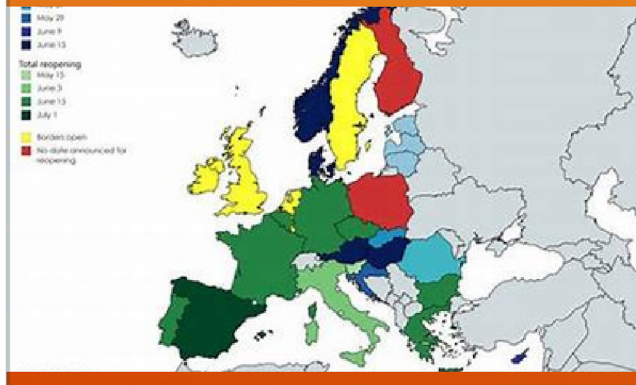 May 29
June 9
June 15
Total reopening
May 15
June 3
June 15
July 1
Borders open
No date announced for
reopening